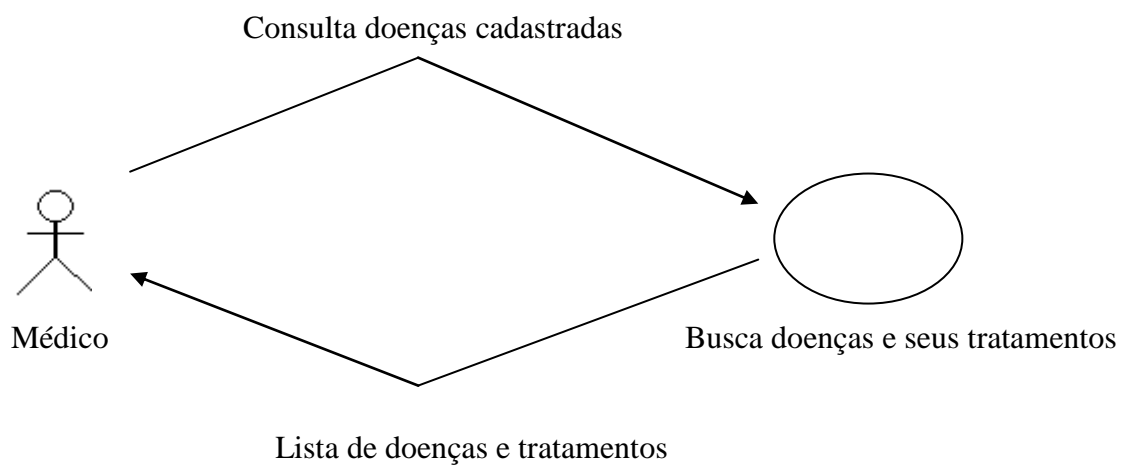 Consulta doenças cadastradas
Médico
Busca doenças e seus tratamentos
Lista de doenças e tratamentos